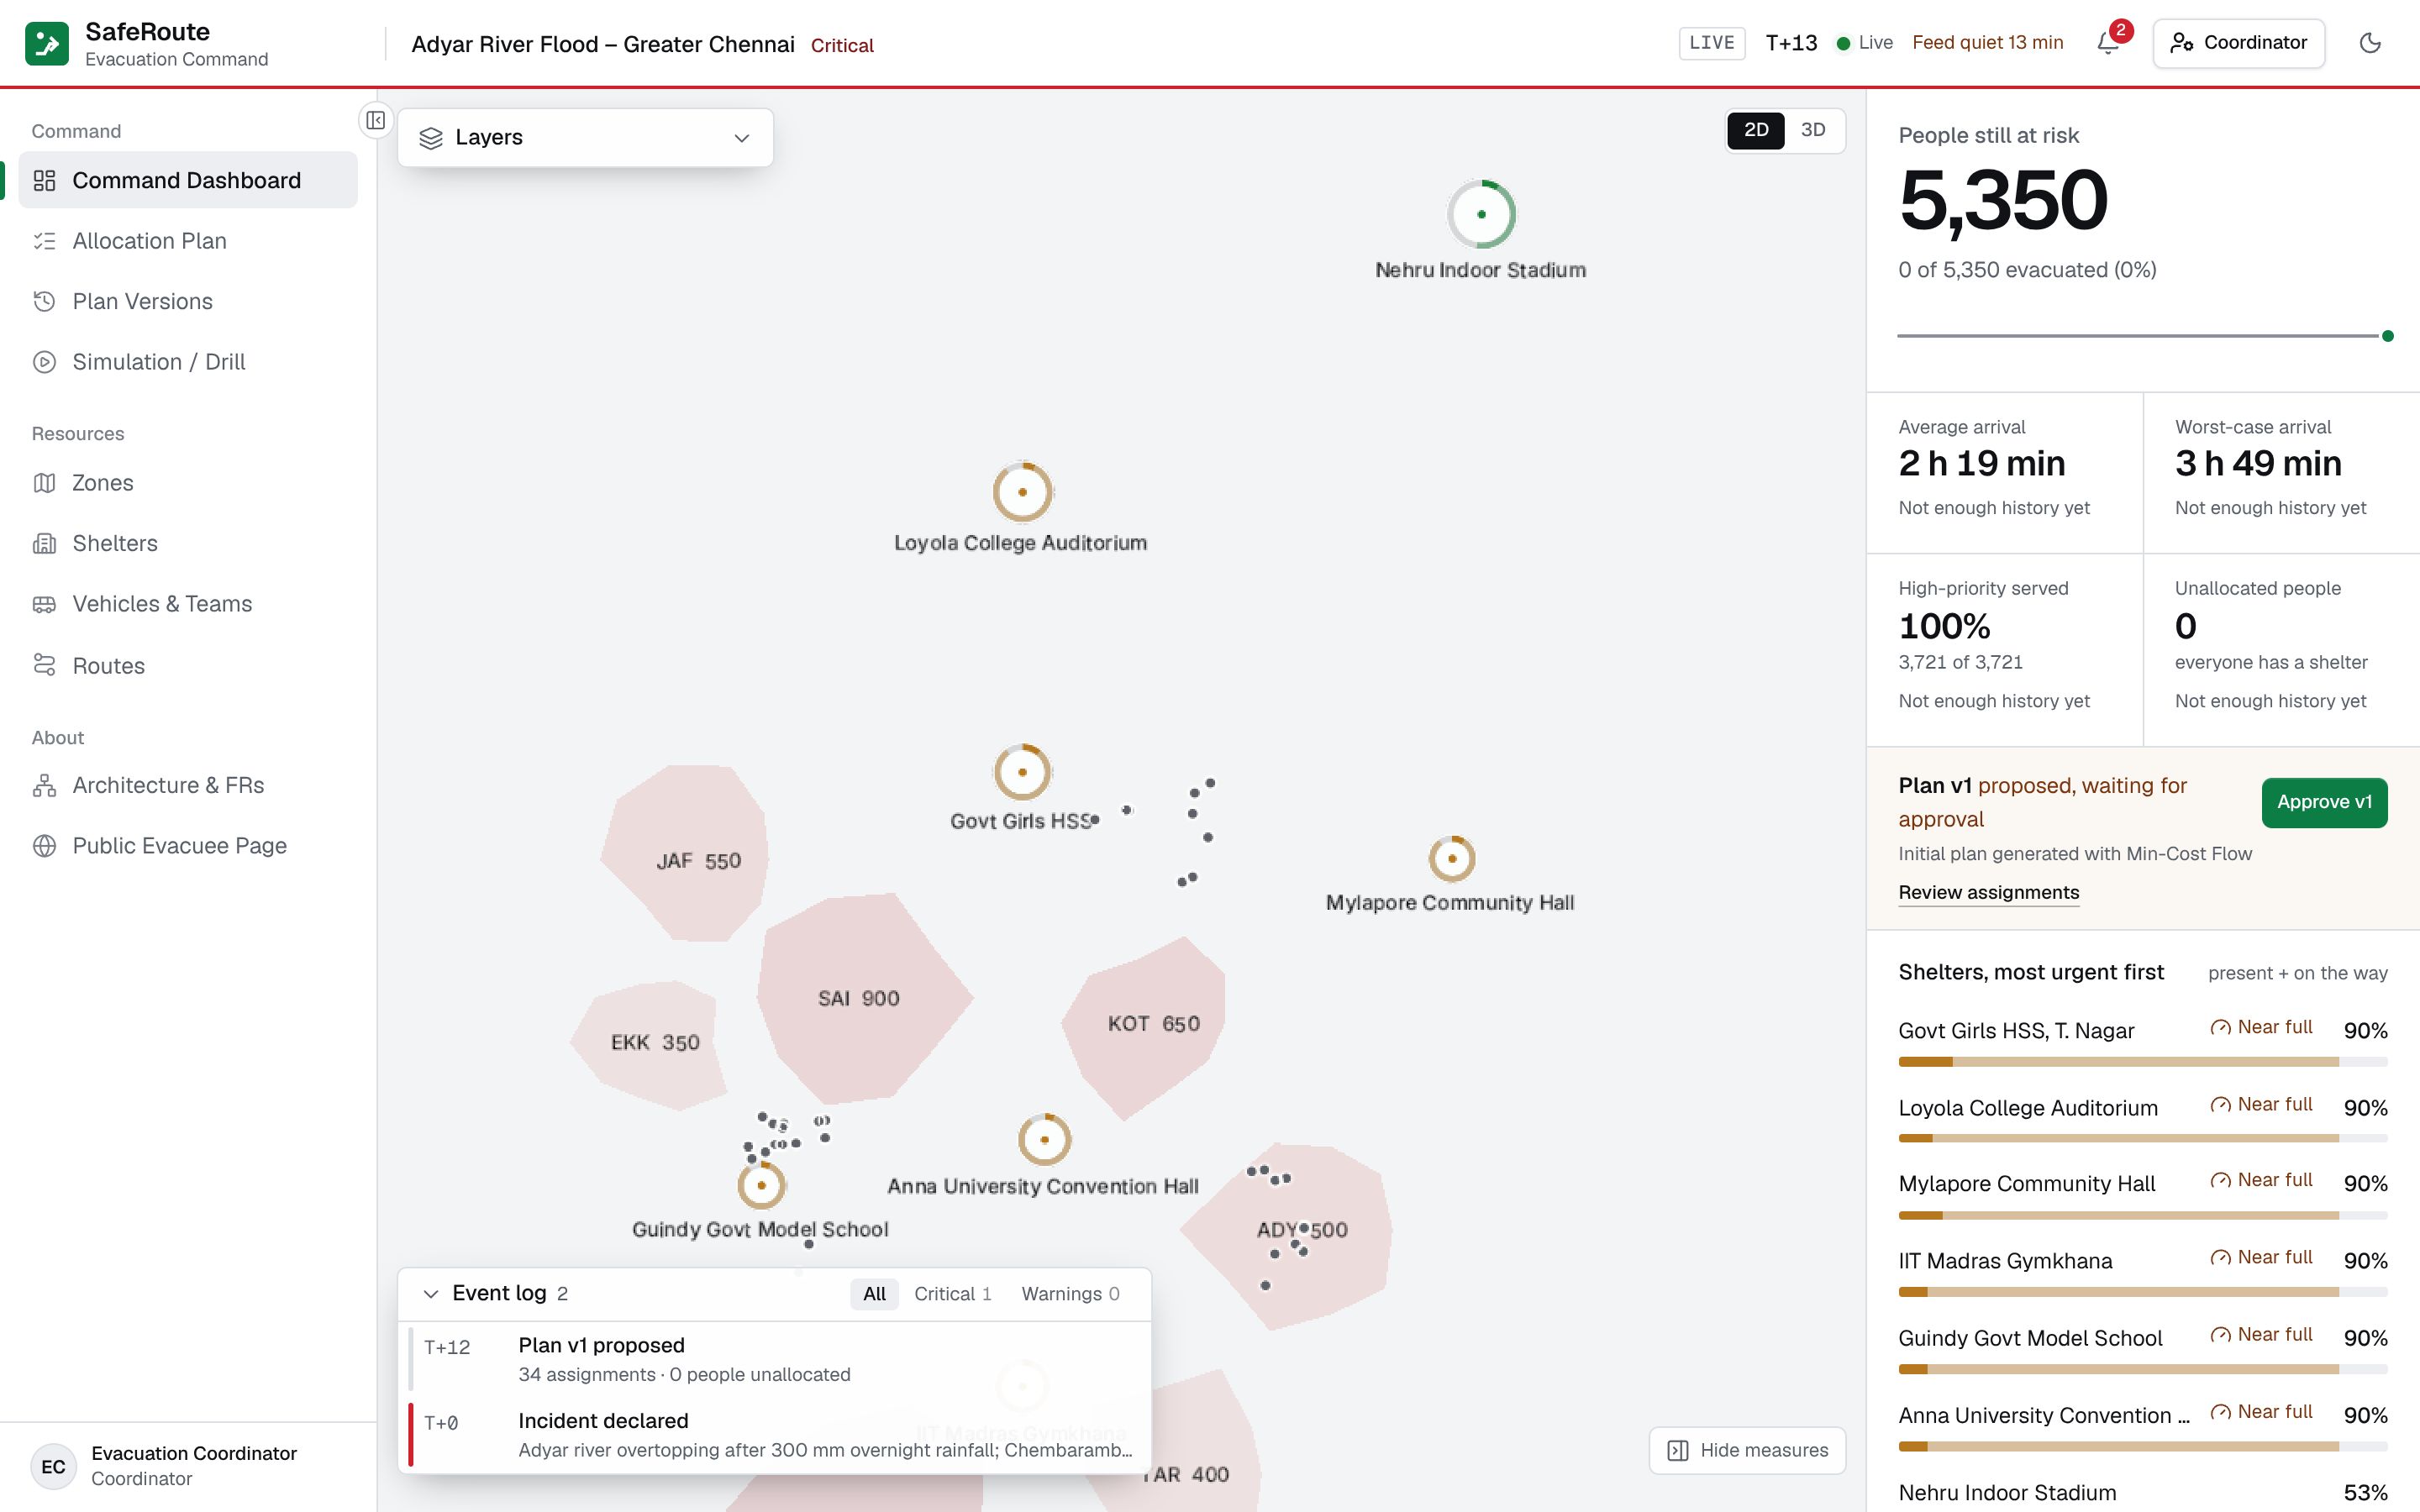 SafeRoute
Evacuation Command
Adyar River Flood – Greater Chennai Critical
LIVE T+13 Live Feed quiet 13 min 2 Coordinator
Command
Command Dashboard
Allocation Plan
Plan Versions
Simulation / Drill
Resources
Zones
Shelters
Vehicles & Teams
Routes
About
Architecture & FRs
Public Evacuee Page
EC
Evacuation Coordinator
Coordinator
Layers
2D 3D
Nehru Indoor Stadium
Loyola College Auditorium
Govt Girls HSS
Mylapore Community Hall
JAF 550
SAI 900
EKK 350
KOT 650
Anna University Convention Hall
Guindy Govt Model School
ADY 500
IIT Madras Gymkhana
AR 400
Event log 2 All Critical 1 Warnings 0
T+12 Plan v1 proposed
34 assignments · 0 people unallocated
T+0 Incident declared
Adyar river overtopping after 300 mm overnight rainfall; Chembaramb...
Hide measures
People still at risk
5,350
0 of 5,350 evacuated (0%)
Average arrival
2 h 19 min
Not enough history yet
Worst-case arrival
3 h 49 min
Not enough history yet
High-priority served
100%
3,721 of 3,721
Not enough history yet
Unallocated people
0
everyone has a shelter
Not enough history yet
Plan v1 proposed, waiting for
approval
Approve v1
Initial plan generated with Min-Cost Flow
Review assignments
Shelters, most urgent first present + on the way
Govt Girls HSS, T. Nagar Near full 90%
Loyola College Auditorium Near full 90%
Mylapore Community Hall Near full 90%
IIT Madras Gymkhana Near full 90%
Guindy Govt Model School Near full 90%
Anna University Convention ... Near full 90%
Nehru Indoor Stadium 53%